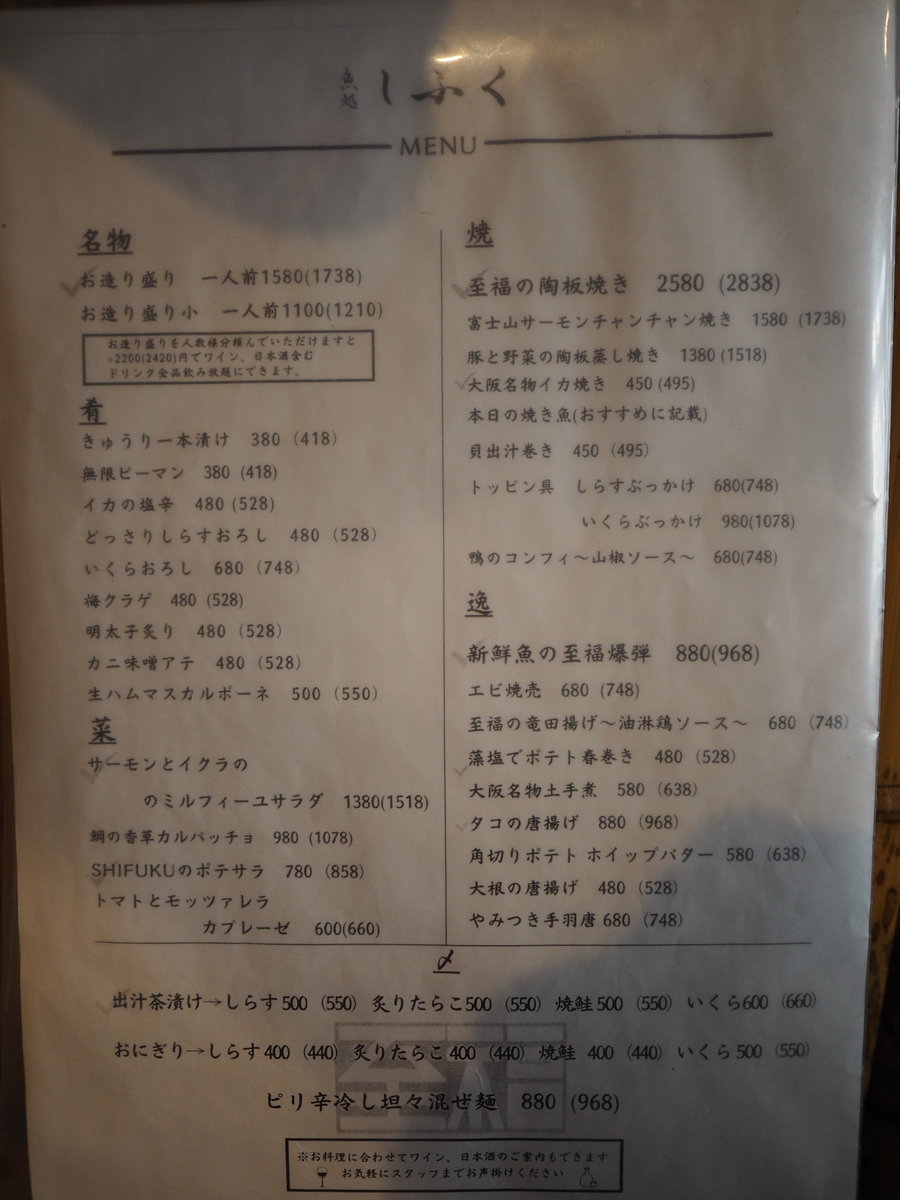 魚処 しふく
MENU
名物
お造り盛り 一人前1580(1738)
お造り盛り小 一人前1100(1210)
お造り盛りを人数様分頼んでいただけますと
+2200(2420)円でワイン、日本酒含む
ドリンク全品飲み放題にできます。
肴
きゅうり一本漬け 380 (418)
無限ピーマン 380 (418)
イカの塩辛 480 (528)
どっさりしらすおろし 480 (528)
いくらおろし 680 (748)
梅クラゲ 480 (528)
明太子炙り 480 (528)
カニ味噌アテ 480 (528)
生ハムマスカルポーネ 500 (550)
菜
サーモンとイクラの
のミルフィーユサラダ 1380(1518)
鯛の香草カルパッチョ 980 (1078)
SHIFUKUのポテサラ 780 (858)
トマトとモッツァレラ
カプレーゼ 600(660)
焼
至福の陶板焼き 2580 (2838)
富士山サーモンチャンチャン焼き 1580 (1738)
豚と野菜の陶板蒸し焼き 1380 (1518)
大阪名物イカ焼き 450 (495)
本日の焼き魚(おすすめに記載)
貝出汁巻き 450 (495)
トッピン具 しらすぶっかけ 680(748)
いくらぶっかけ 980(1078)
鴨のコンフィ~山椒ソース~ 680(748)
逸
新鮮魚の至福爆弾 880(968)
エビ焼売 680 (748)
至福の竜田揚げ~油淋鶏ソース~ 680 (748)
藻塩でポテト春巻き 480 (528)
大阪名物土手煮 580 (638)
タコの唐揚げ 880 (968)
角切りポテト ホイップバター 580 (638)
大根の唐揚げ 480 (528)
やみつき手羽唐 680 (748)
〆
出汁茶漬け→しらす500 (550) 炙りたらこ500 (550) 焼鮭500 (550) いくら600 (660)
おにぎり→しらす400 (440) 炙りたらこ400 (440) 焼鮭 400 (440) いくら500 (550)
ピリ辛冷し坦々混ぜ麺 880 (968)
※お料理に合わせてワイン、日本酒のご案内もできます
お気軽にスタッフまでお声掛けください